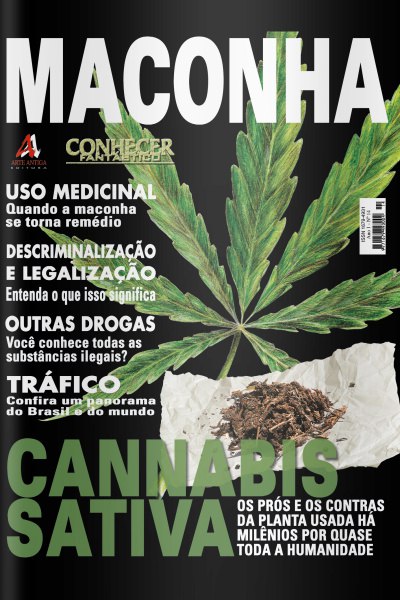 MACONHA
ARTE ANTIGA
EDITORA
CONHECER
FANTÁSTICO
USO MEDICINAL
Quando a maconha
se torna remédio
DESCRIMINALIZAÇÃO
E LEGALIZAÇÃO
Entenda o que isso significa
OUTRAS DROGAS
Você conhece todas as
substâncias ilegais?
TRÁFICO
Confira um panorama
do Brasil e do mundo
CANNABIS
SATIVA
OS PRÓS E OS CONTRAS
DA PLANTA USADA HÁ
MILÊNIOS POR QUASE
TODA A HUMANIDADE